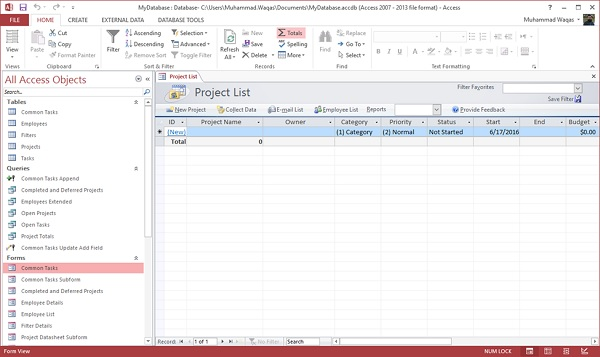 MyDatabase: Database- C:\Users\Muhammad.Waqas\Documents\MyDatabase.accdb (Access 2007 - 2013 file format) - Access
FILE HOME CREATE EXTERNAL DATA DATABASE TOOLS Muhammad Waqas
View
Views
Paste
Cut
Copy
Format Painter
Clipboard
Filter
Ascending
Descending
Remove Sort
Selection
Advanced
Toggle Filter
Sort & Filter
Refresh All
New
Save
Delete
Totals
Spelling
More
Records
Find
Replace
Go To
Select
Find
B I U
Text Formatting
All Access Objects
Search...
Tables
Common Tasks
Employees
Filters
Projects
Tasks
Queries
Common Tasks Append
Completed and Deferred Projects
Employees Extended
Open Projects
Open Tasks
Project Totals
Common Tasks Update Add Field
Forms
Common Tasks
Common Tasks Subform
Completed and Deferred Projects
Employee Details
Employee List
Filter Details
Project Datasheet Subform
Project List
Project List
Filter Favorites
Save Filter
New Project Collect Data E-mail List Employee List Reports Provide Feedback
ID Project Name Owner Category Priority Status Start End Budget
(New) (1) Category (2) Normal Not Started 6/17/2016 $0.00
Total 0
Record: 1 of 1 No Filter Search
Form View NUM LOCK